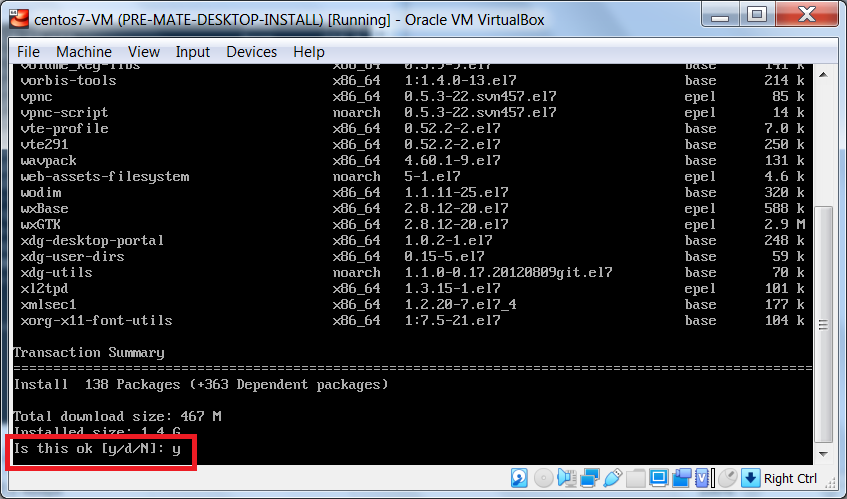 centos7-VM (PRE-MATE-DESKTOP-INSTALL) [Running] - Oracle VM VirtualBox
File Machine View Input Devices Help
volume_key-libs x86_64 0.3.9-9.el7 base 141 k
vorbis-tools x86_64 1:1.4.0-13.el7 base 214 k
vpnc x86_64 0.5.3-22.svn457.el7 epel 85 k
vpnc-script noarch 0.5.3-22.svn457.el7 epel 14 k
vte-profile x86_64 0.52.2-2.el7 base 7.0 k
vte291 x86_64 0.52.2-2.el7 base 250 k
wavpack x86_64 4.60.1-9.el7 base 131 k
web-assets-filesystem noarch 5-1.el7 epel 4.6 k
wodim x86_64 1.1.11-25.el7 base 320 k
wxBase x86_64 2.8.12-20.el7 epel 588 k
wxGTK x86_64 2.8.12-20.el7 epel 2.9 M
xdg-desktop-portal x86_64 1.0.2-1.el7 base 248 k
xdg-user-dirs x86_64 0.15-5.el7 base 59 k
xdg-utils noarch 1.1.0-0.17.20120809git.el7 base 70 k
xl2tpd x86_64 1.3.15-1.el7 epel 101 k
xmlsec1 x86_64 1.2.20-7.el7_4 base 177 k
xorg-x11-font-utils x86_64 1:7.5-21.el7 base 104 k
Transaction Summary
================================================================================
Install 138 Packages (+363 Dependent packages)
Total download size: 467 M
Installed size: 1.4 G
Is this ok [y/d/N]: y
Right Ctrl